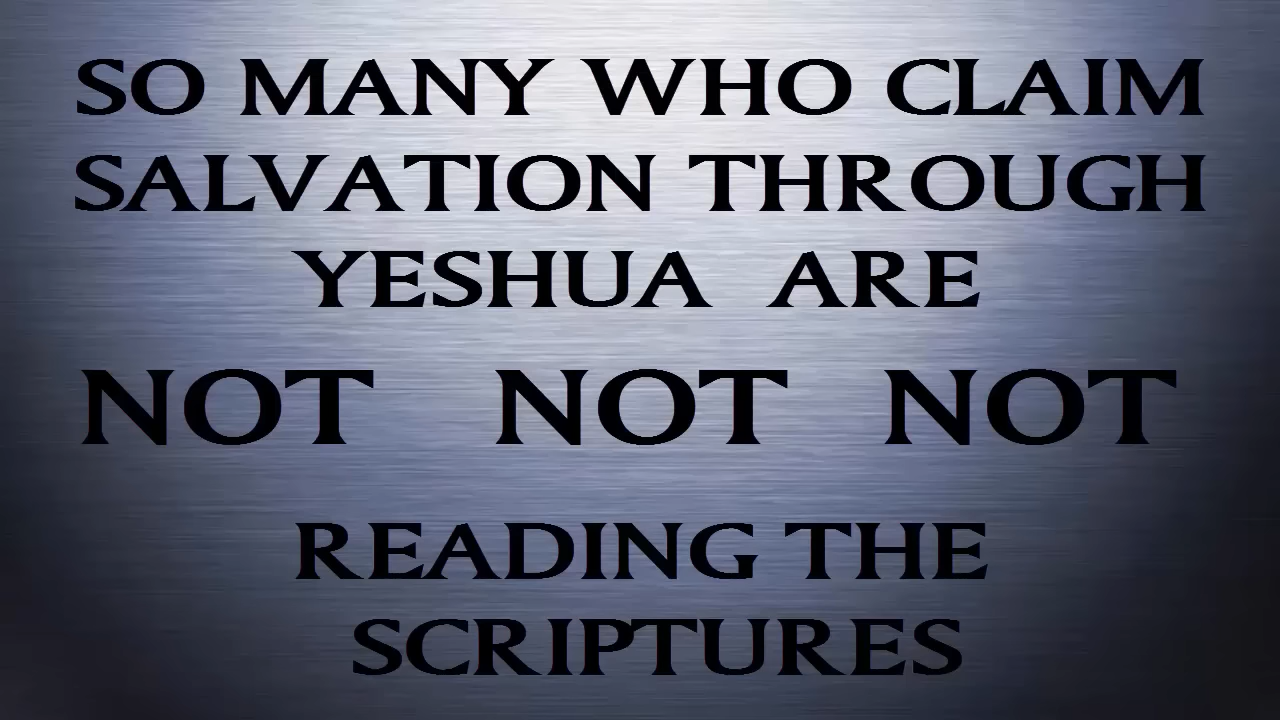 SO MANY WHO CLAIM
SALVATION THROUGH
YESHUA ARE
NOT NOT NOT
READING THE
SCRIPTURES